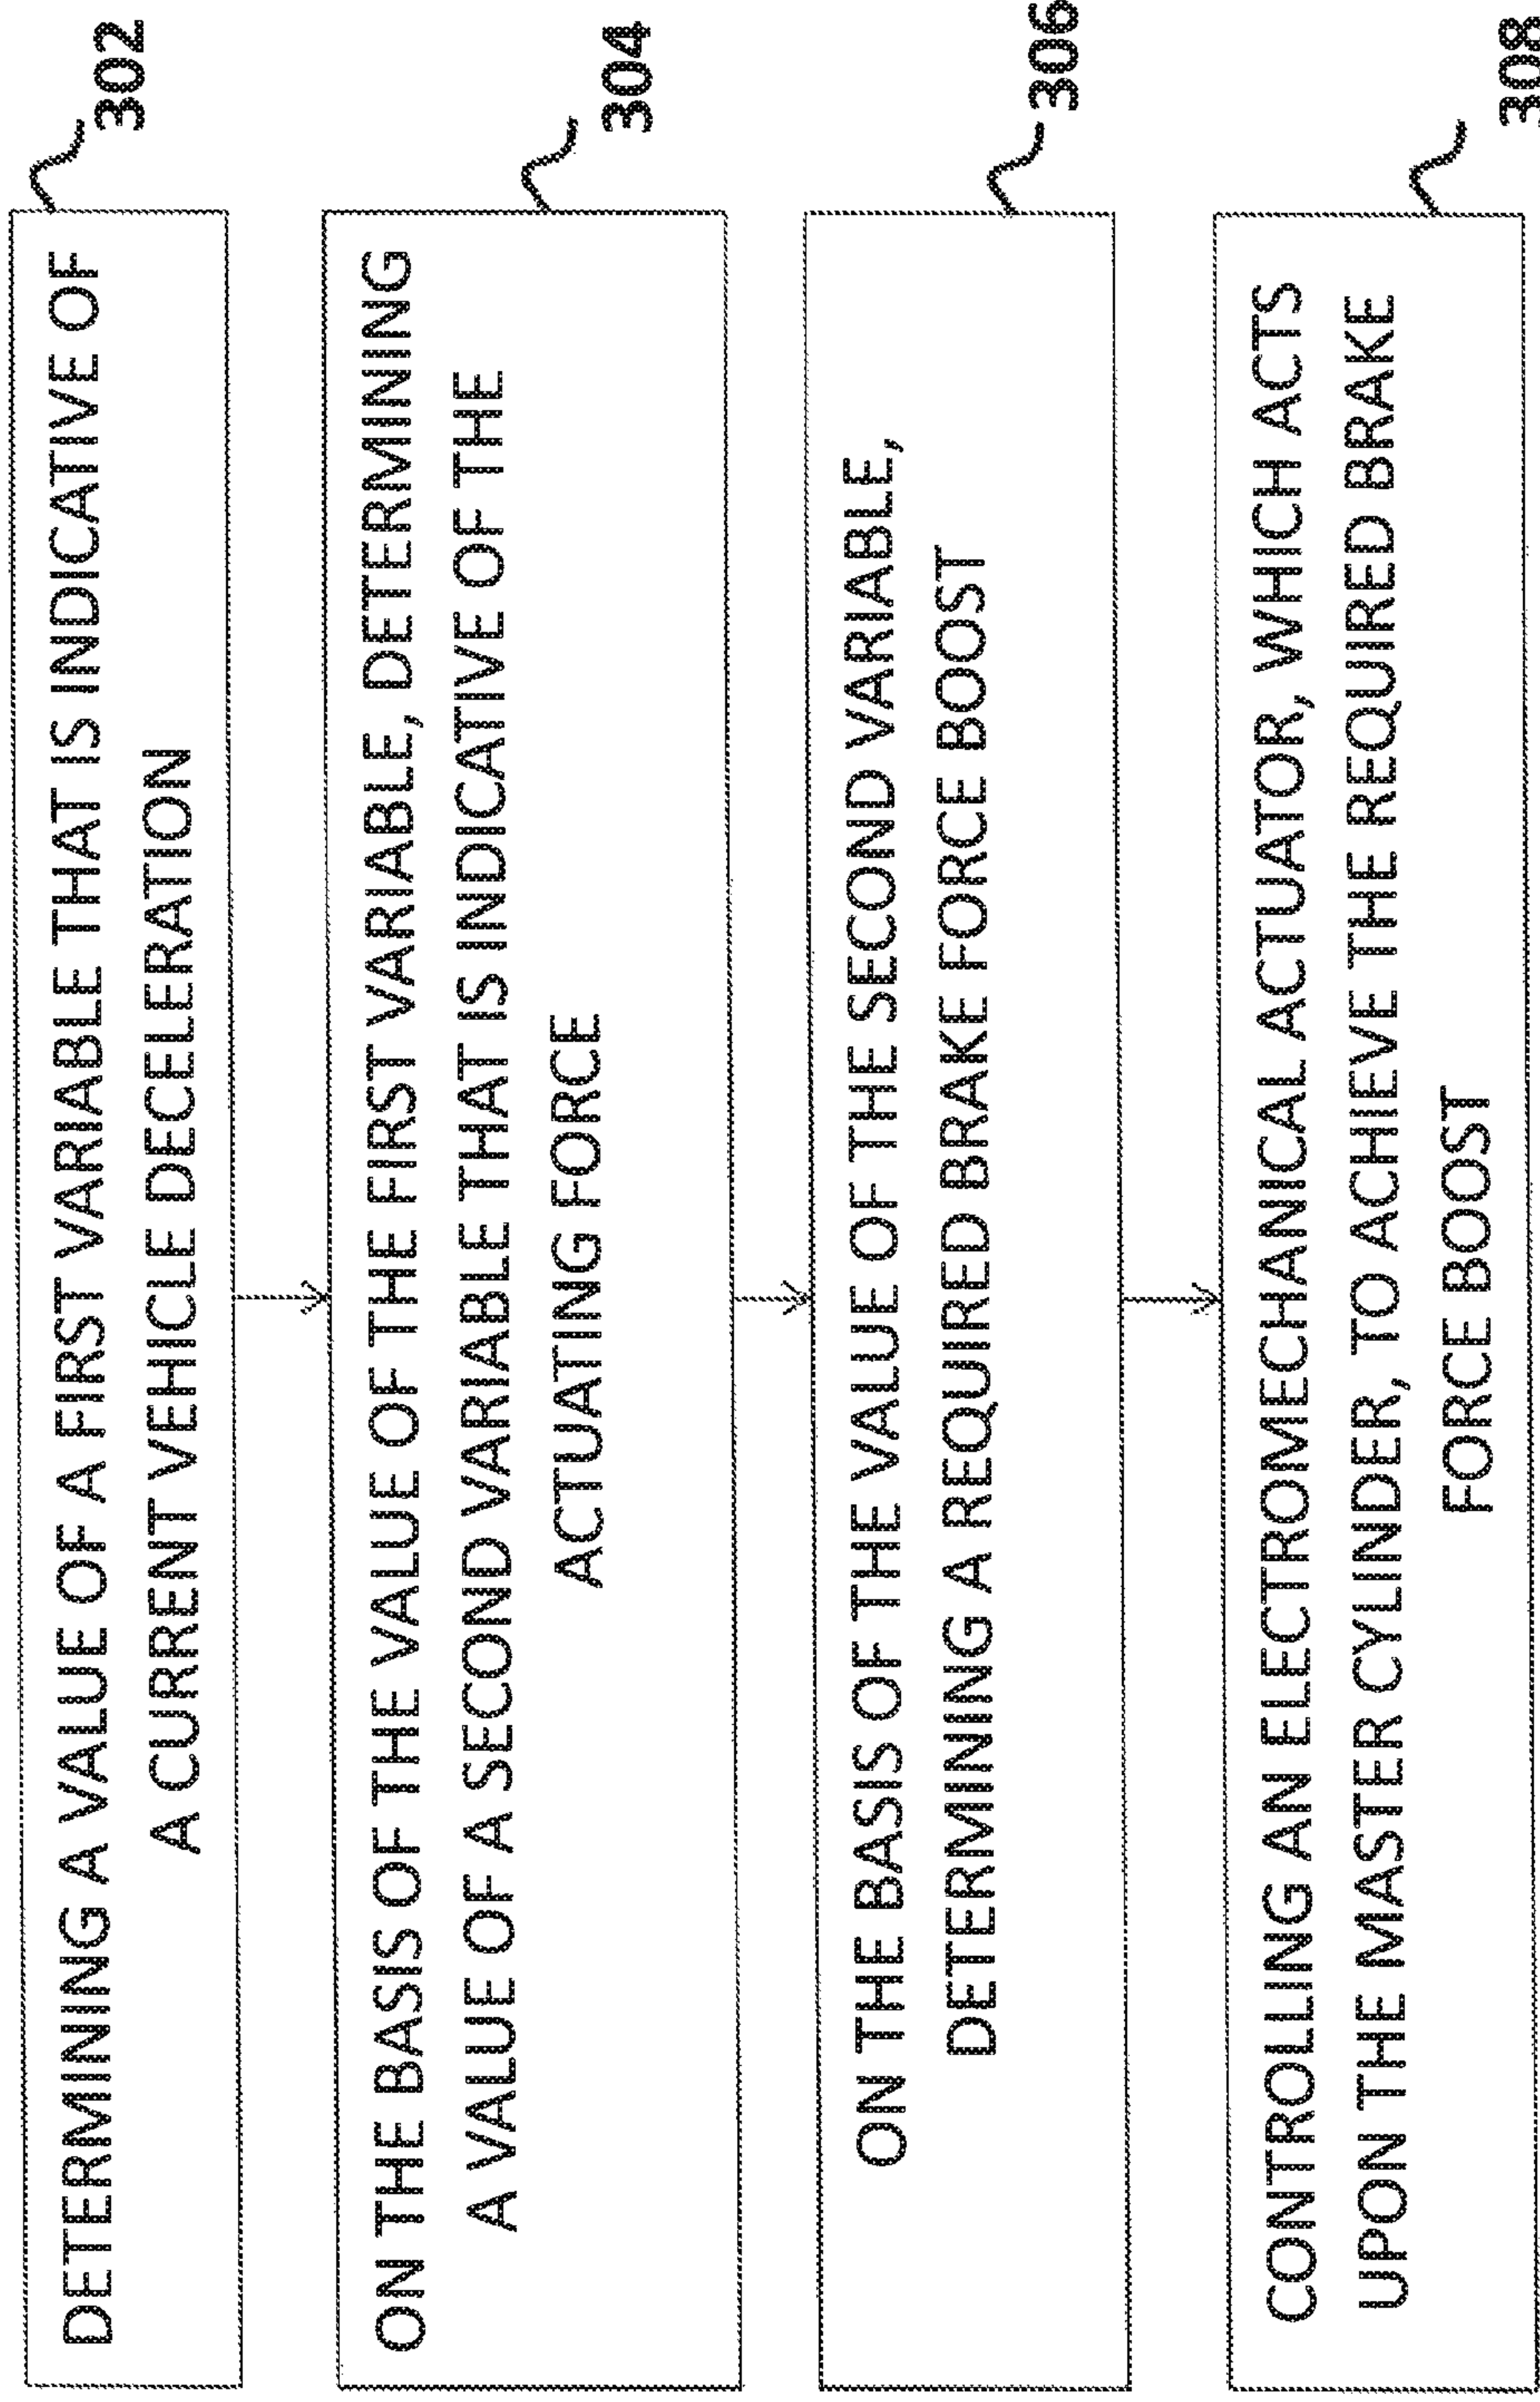 DETERMINING A VALUE OF A FIRST VARIABLE THAT IS INDICATIVE OF
A CURRENT VEHICLE DECELERATION
302
ON THE BASIS OF THE VALUE OF THE FIRST VARIABLE, DETERMINING
A VALUE OF A SECOND VARIABLE THAT IS INDICATIVE OF THE
ACTUATING FORCE
304
ON THE BASIS OF THE VALUE OF THE SECOND VARIABLE,
DETERMINING A REQUIRED BRAKE FORCE BOOST
306
CONTROLLING AN ELECTROMECHANICAL ACTUATOR, WHICH ACTS
UPON THE MASTER CYLINDER, TO ACHIEVE THE REQUIRED BRAKE
FORCE BOOST
308